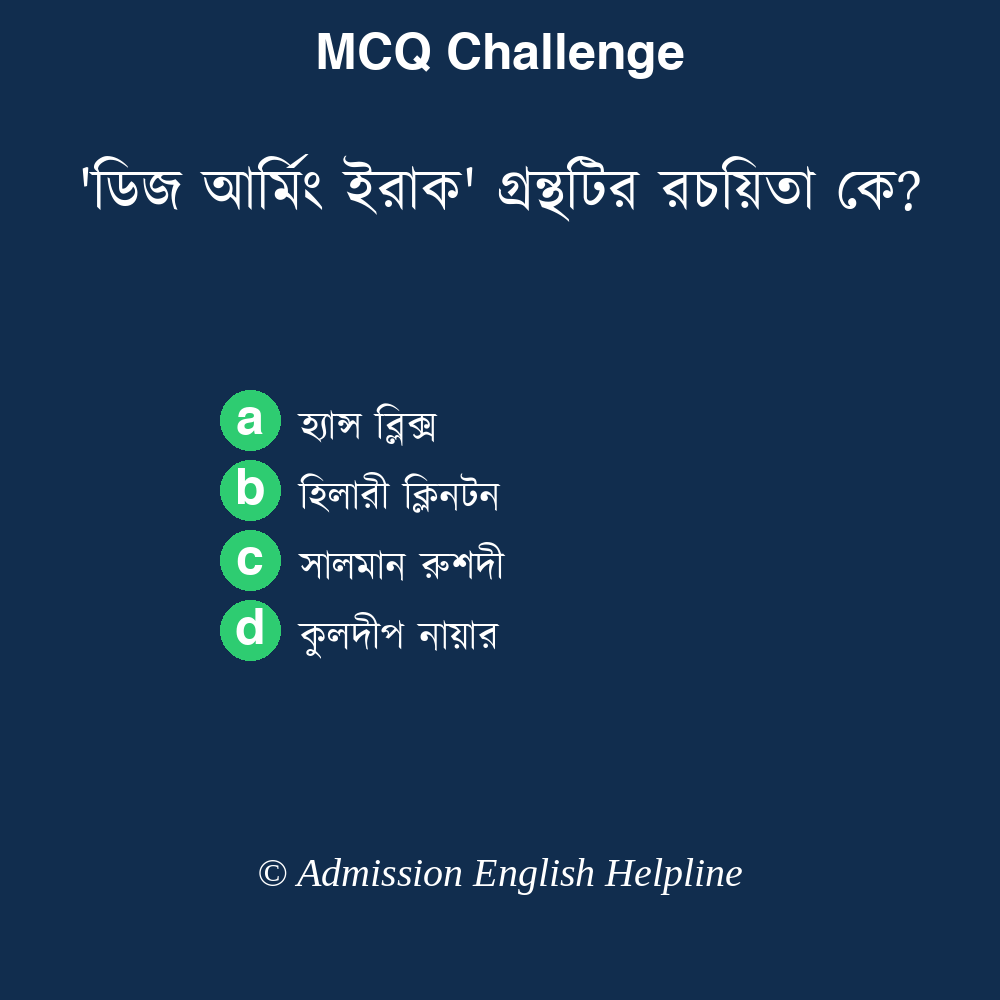 MCQ Challenge
'ডিজ আর্মিং ইরাক' গ্রন্থটির রচয়িতা কে?
a হ্যান্স ব্লিক্স
b হিলারী ক্লিনটন
c সালমান রুশদী
d কুলদীপ নায়ার
© Admission English Helpline